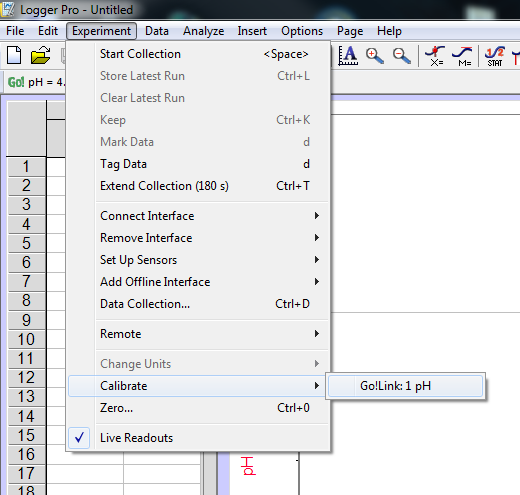 Logger Pro - Untitled
File Edit Experiment Data Analyze Insert Options Page Help
X= M= STAT
Go! pH = 4.
Start Collection <Space>
Store Latest Run Ctrl+L
Clear Latest Run
Keep Ctrl+K
Mark Data d
Tag Data d
Extend Collection (180 s) Ctrl+T
Connect Interface
Remove Interface
Set Up Sensors
Add Offline Interface
Data Collection... Ctrl+D
Remote
Change Units
Calibrate
Go!Link: 1 pH
Zero... Ctrl+0
Live Readouts
1
2
3
4
5
6
7
8
9
10
11
12
13
14
15
16
17
18
pH